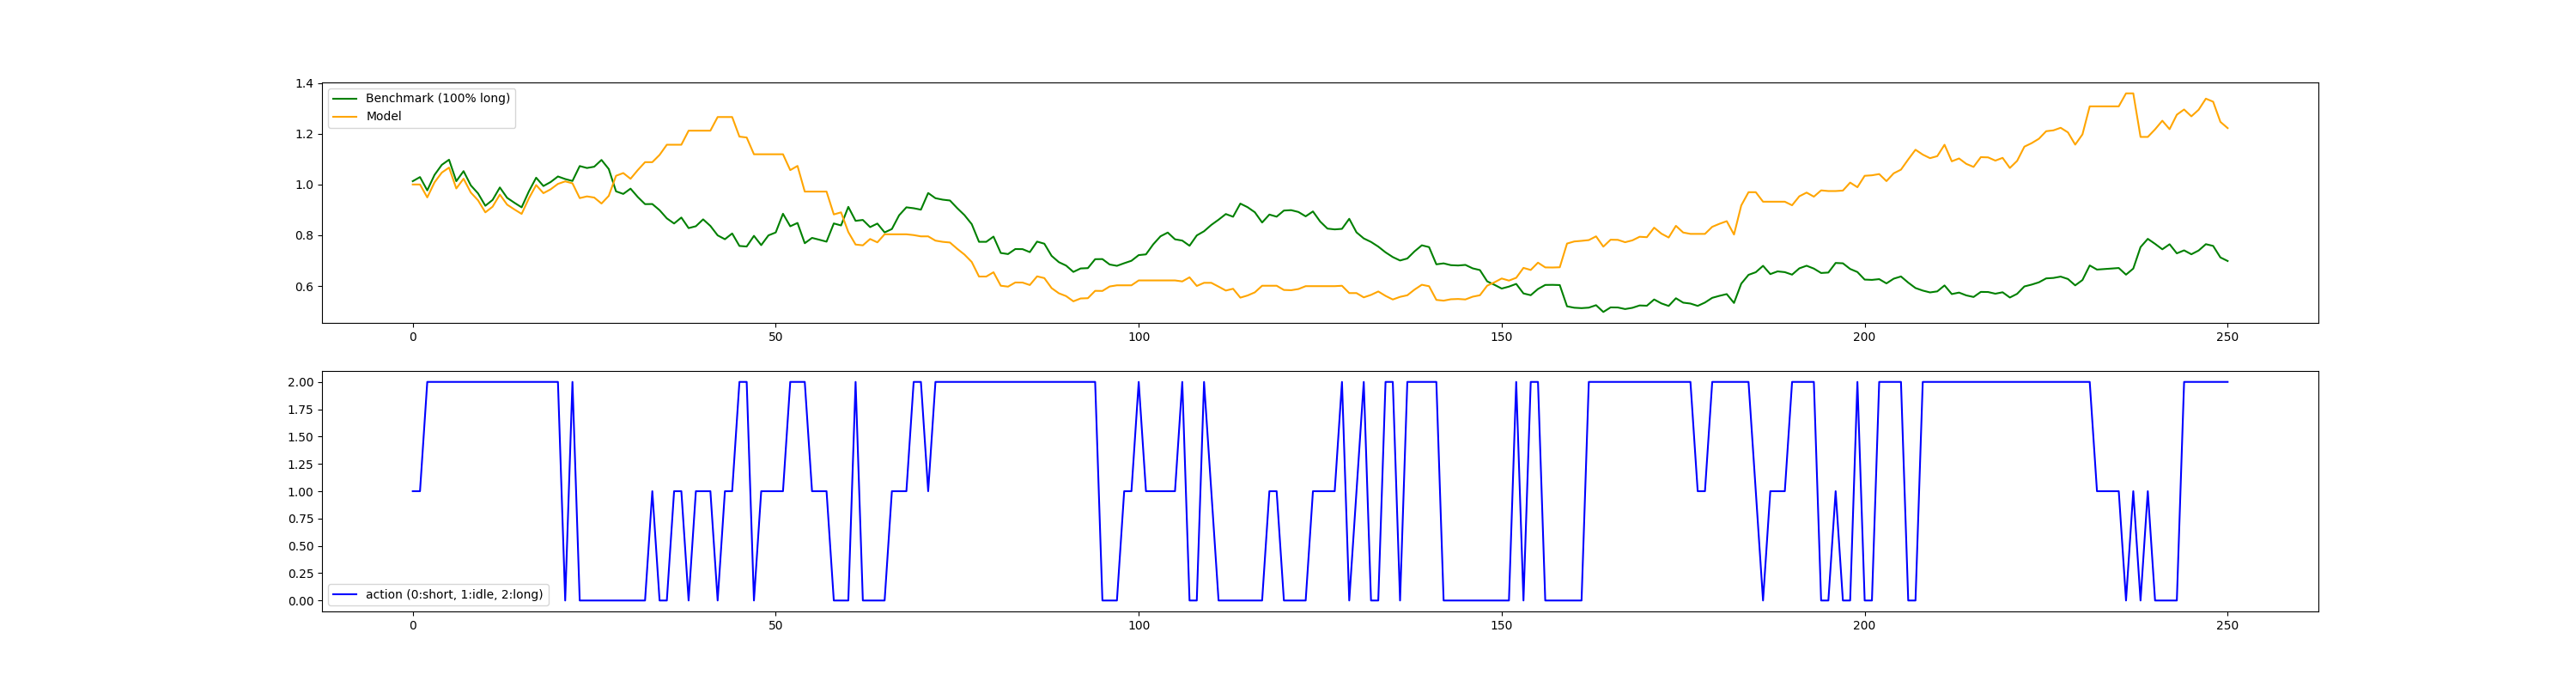 1.4
1.2
1.0
0.8
0.6
Benchmark (100% long)
Model
0 50 100 150 200 250
2.00
1.75
1.50
1.25
1.00
0.75
0.50
0.25
0.00
action (0:short, 1:idle, 2:long)
0 50 100 150 200 250